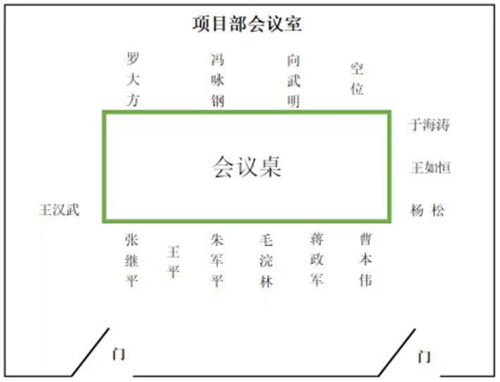 项目部会议室
罗大方
冯咏钢
向武明
空位
于海涛
会议桌
王如恒
王汉武
杨 松
张继平
王平
朱军平
毛浣林
蒋政军
曹本伟
门
门